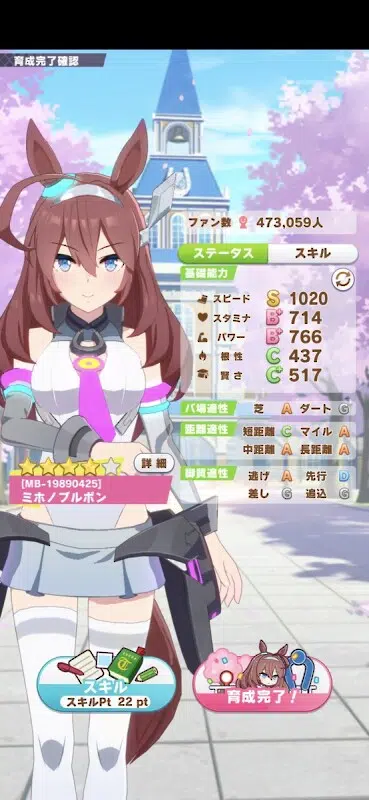 育成完了確認
ファン数 473,059人
ステータス スキル
基礎能力
スピード S 1020
スタミナ B+ 714
パワー B+ 766
根性 C 437
賢さ C+ 517
バ場適性 芝 A ダート G
距離適性 短距離 C マイル A
中距離 A 長距離 A
脚質適性 逃げ A 先行 D
差し G 追込 G
詳細
[MB-19890425]
ミホノブルボン
スキル
スキルPt 22 pt
育成完了！